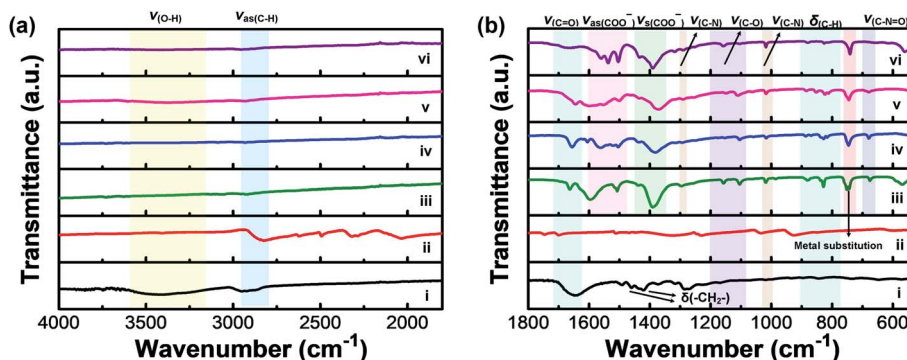 (a)
ν(O-H)
νas(C-H)
Transmittance (a.u.)
vi
v
iv
iii
ii
i
4000 3500 3000 2500 2000
Wavenumber (cm⁻¹)
(b)
ν(C=O) νas(COO⁻) νs(COO⁻) ν(C-N) ν(C-O) ν(C-N) δ(C-H) ν(C-N=O)
Transmittance (a.u.)
vi
v
iv
iii
Metal substitution
ii
δ(-CH₂-)
i
1800 1600 1400 1200 1000 800 600
Wavenumber (cm⁻¹)